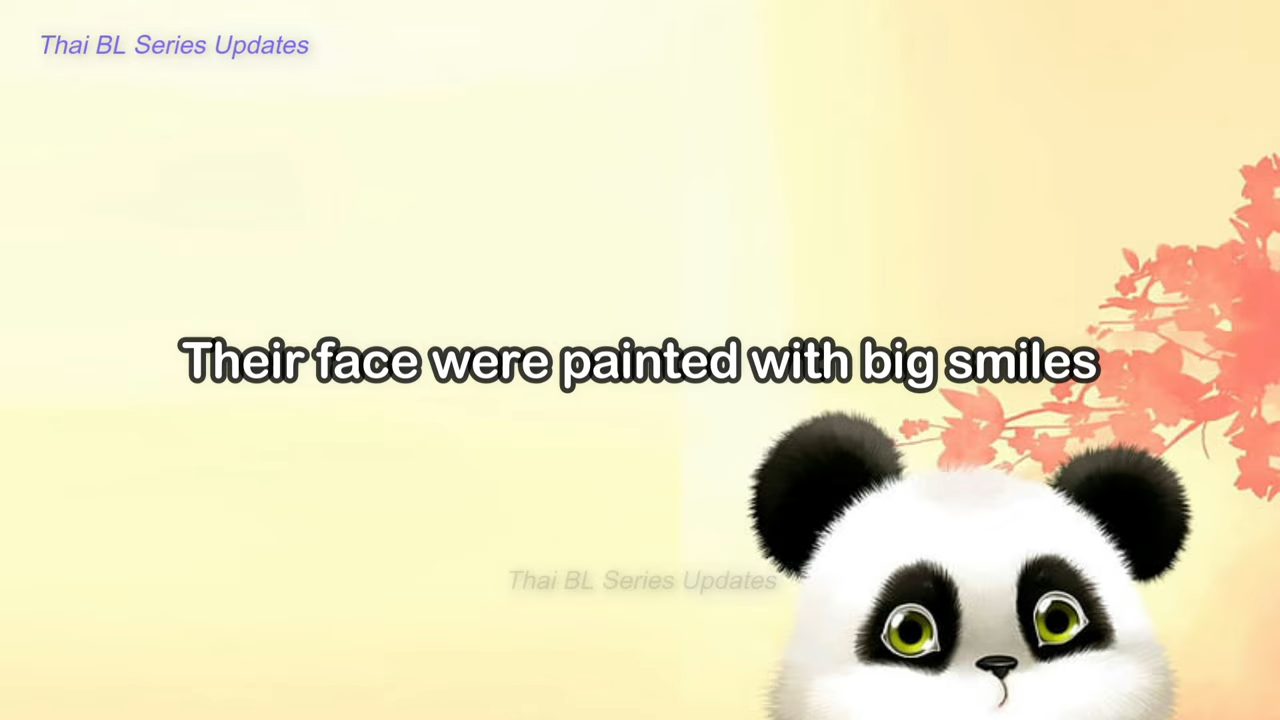 Thai BL Series Updates
Their face were painted with big smiles
Thai BL Series Updates